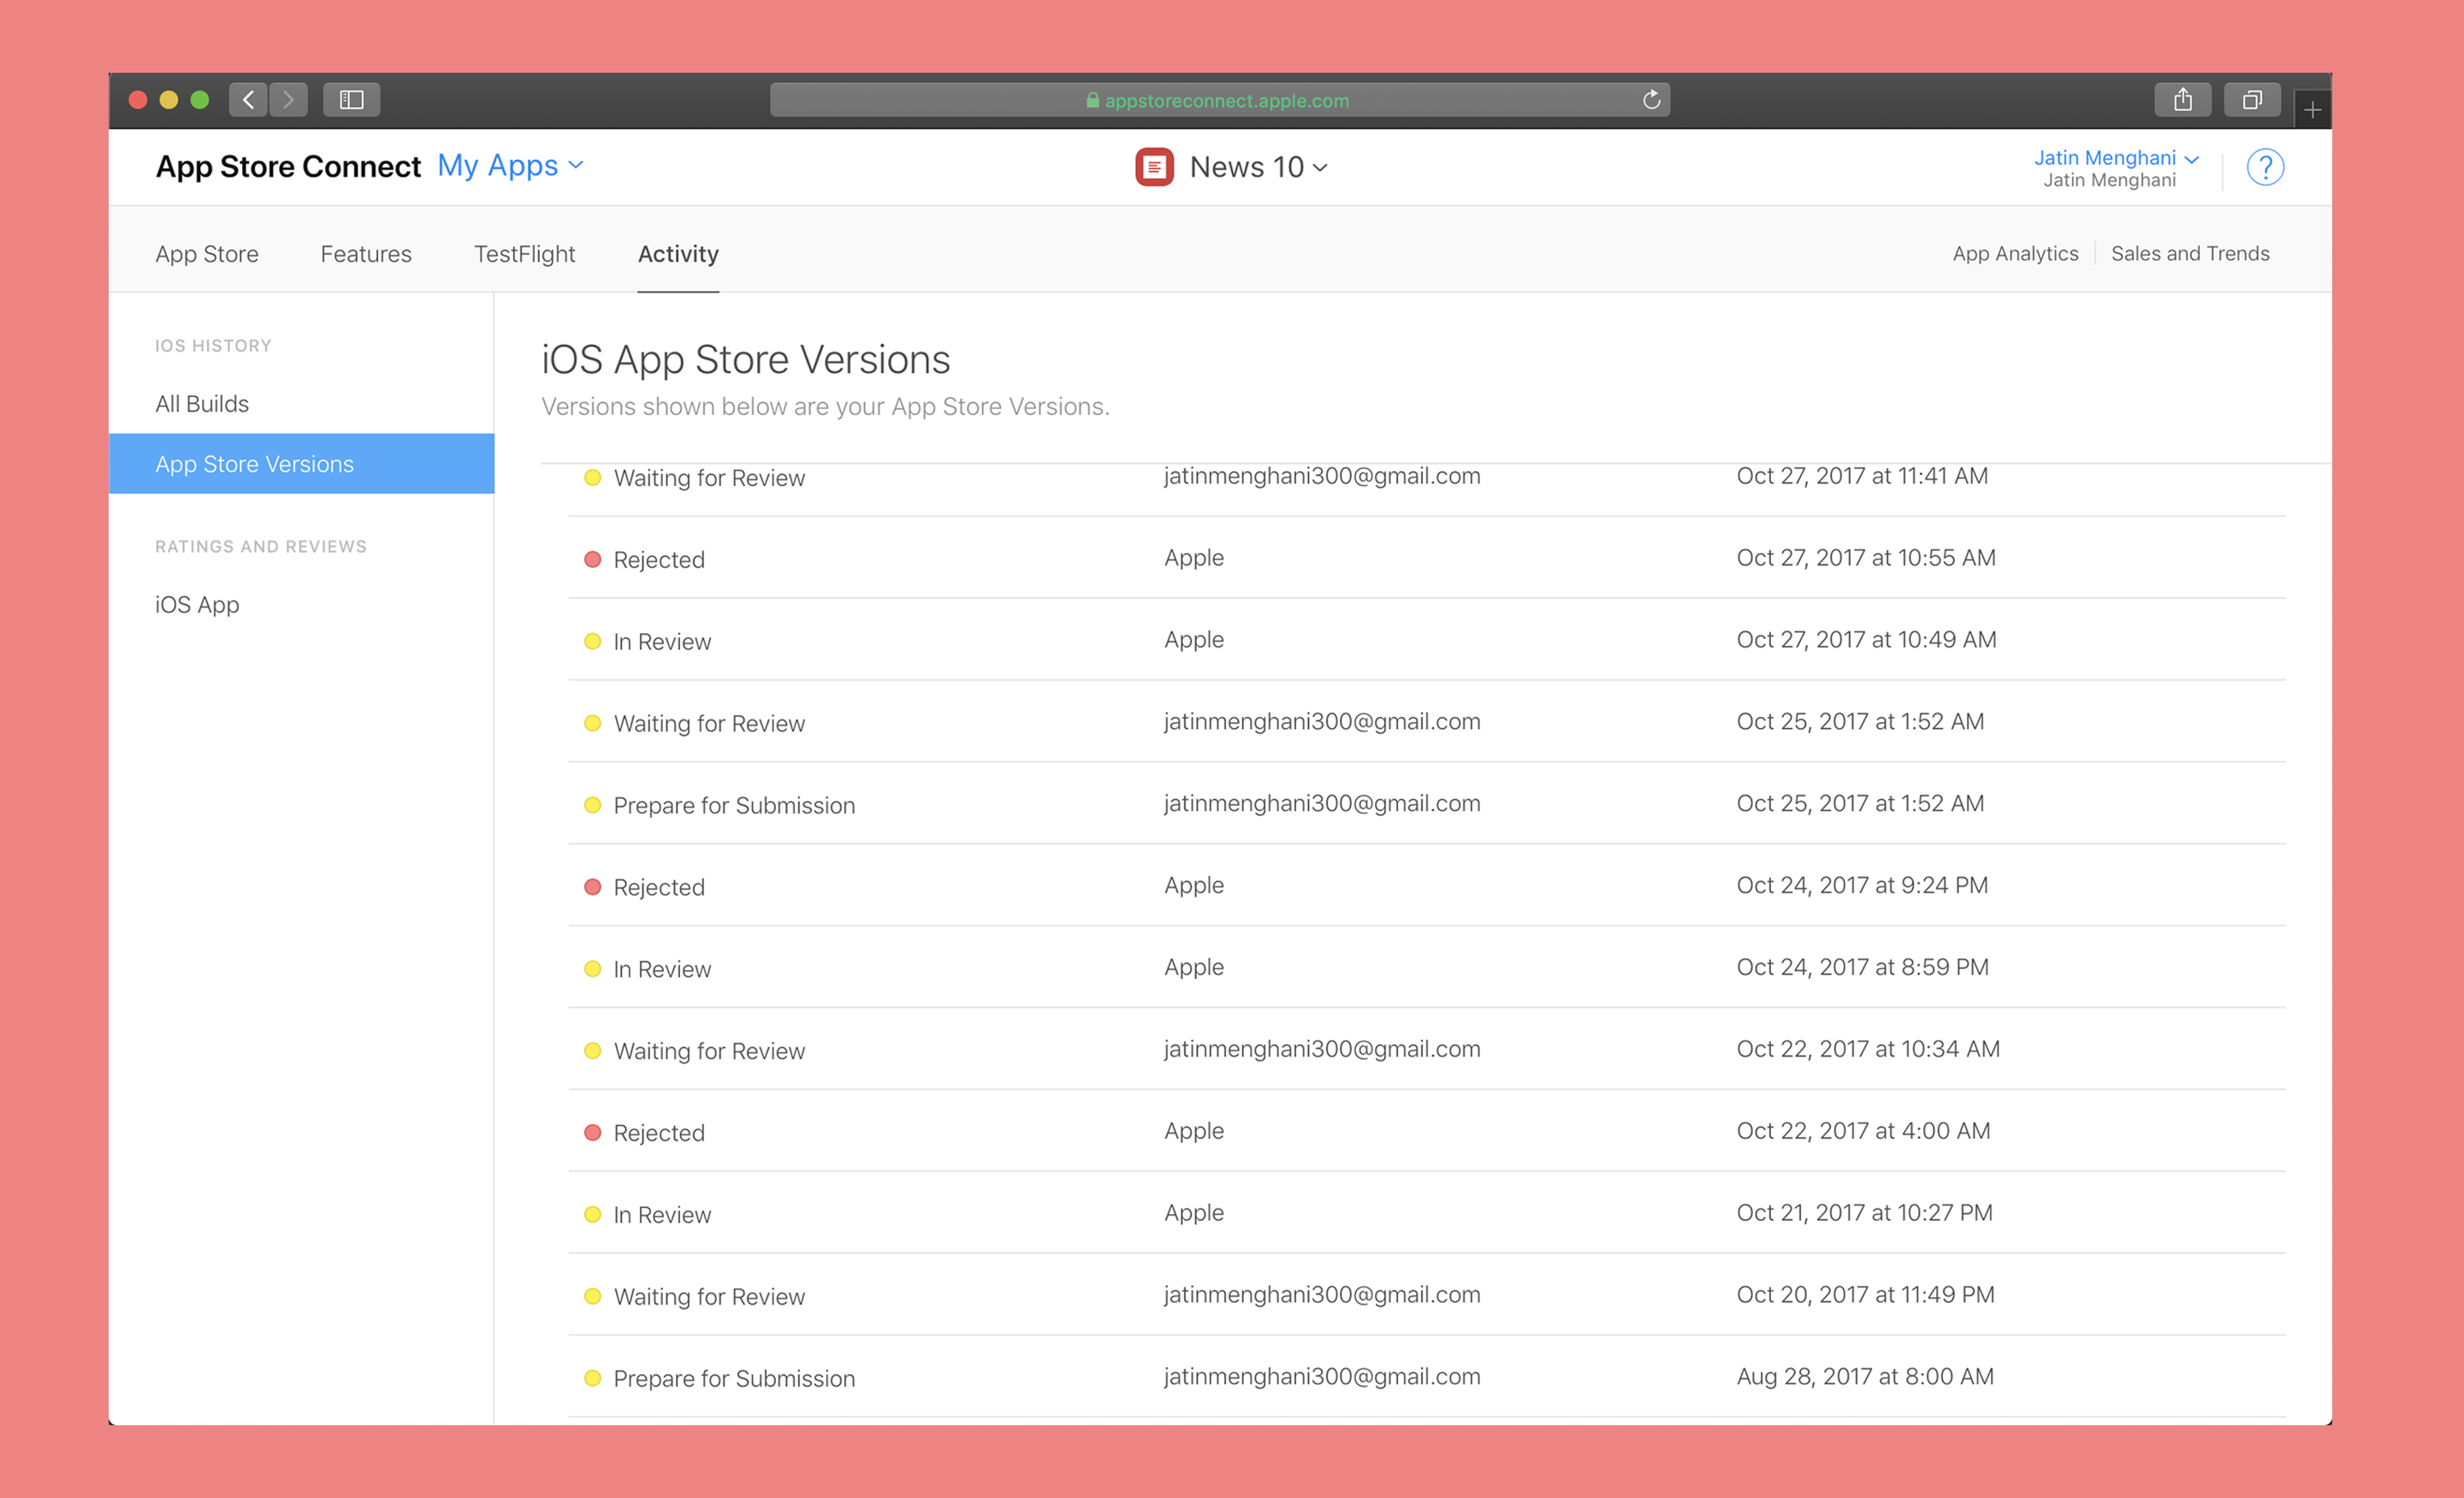 appstoreconnect.apple.com
App Store Connect My Apps News 10 Jatin Menghani
Jatin Menghani
?
App Store Features TestFlight Activity App Analytics Sales and Trends
IOS HISTORY
All Builds
App Store Versions
RATINGS AND REVIEWS
iOS App
iOS App Store Versions
Versions shown below are your App Store Versions.
Waiting for Review jatinmenghani300@gmail.com Oct 27, 2017 at 11:41 AM
Rejected Apple Oct 27, 2017 at 10:55 AM
In Review Apple Oct 27, 2017 at 10:49 AM
Waiting for Review jatinmenghani300@gmail.com Oct 25, 2017 at 1:52 AM
Prepare for Submission jatinmenghani300@gmail.com Oct 25, 2017 at 1:52 AM
Rejected Apple Oct 24, 2017 at 9:24 PM
In Review Apple Oct 24, 2017 at 8:59 PM
Waiting for Review jatinmenghani300@gmail.com Oct 22, 2017 at 10:34 AM
Rejected Apple Oct 22, 2017 at 4:00 AM
In Review Apple Oct 21, 2017 at 10:27 PM
Waiting for Review jatinmenghani300@gmail.com Oct 20, 2017 at 11:49 PM
Prepare for Submission jatinmenghani300@gmail.com Aug 28, 2017 at 8:00 AM